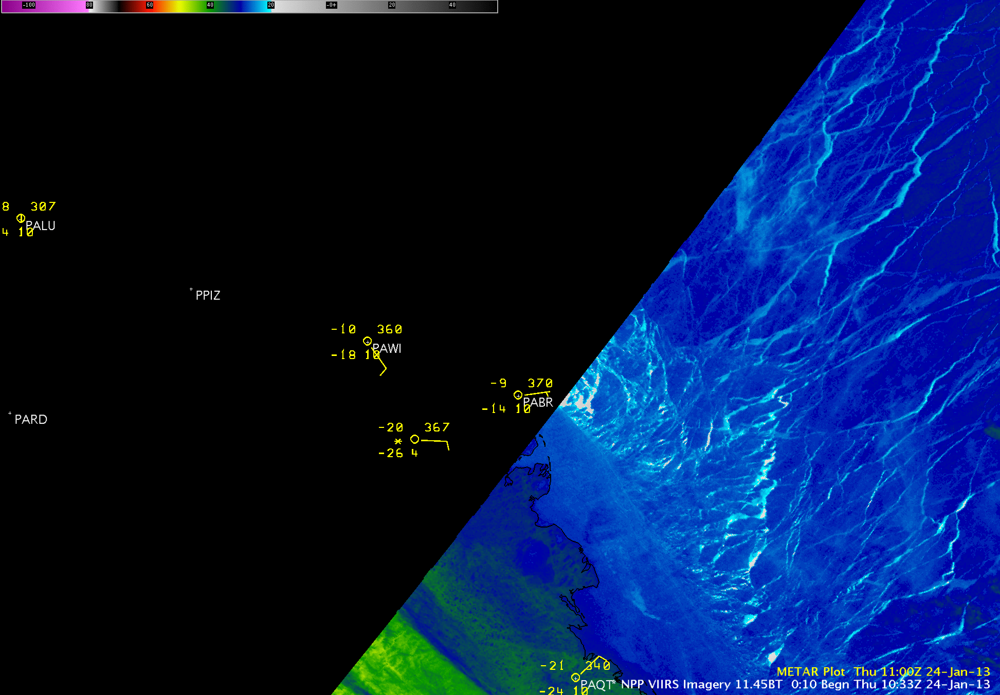 -100 80 60 40 20 -0+ 20 40
8 307
PALU
4 10
PPIZ
-10 360
PAWI
-18 10
-9 370
PABR
-14 10
PARD
-20 367
* -26 4
-21 340
PAQT*
-24 10
METAR Plot Thu 11:00Z 24-Jan-13
NPP VIIRS Imagery 11.45BT 0:10 Begn Thu 10:33Z 24-Jan-13